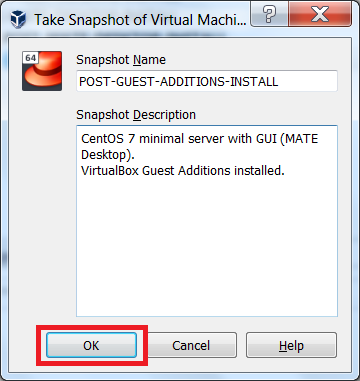 Take Snapshot of Virtual Machi...
?
64
Snapshot Name
POST-GUEST-ADDITIONS-INSTALL
Snapshot Description
CentOS 7 minimal server with GUI (MATE
Desktop).
VirtualBox Guest Additions installed.
OK
Cancel
Help